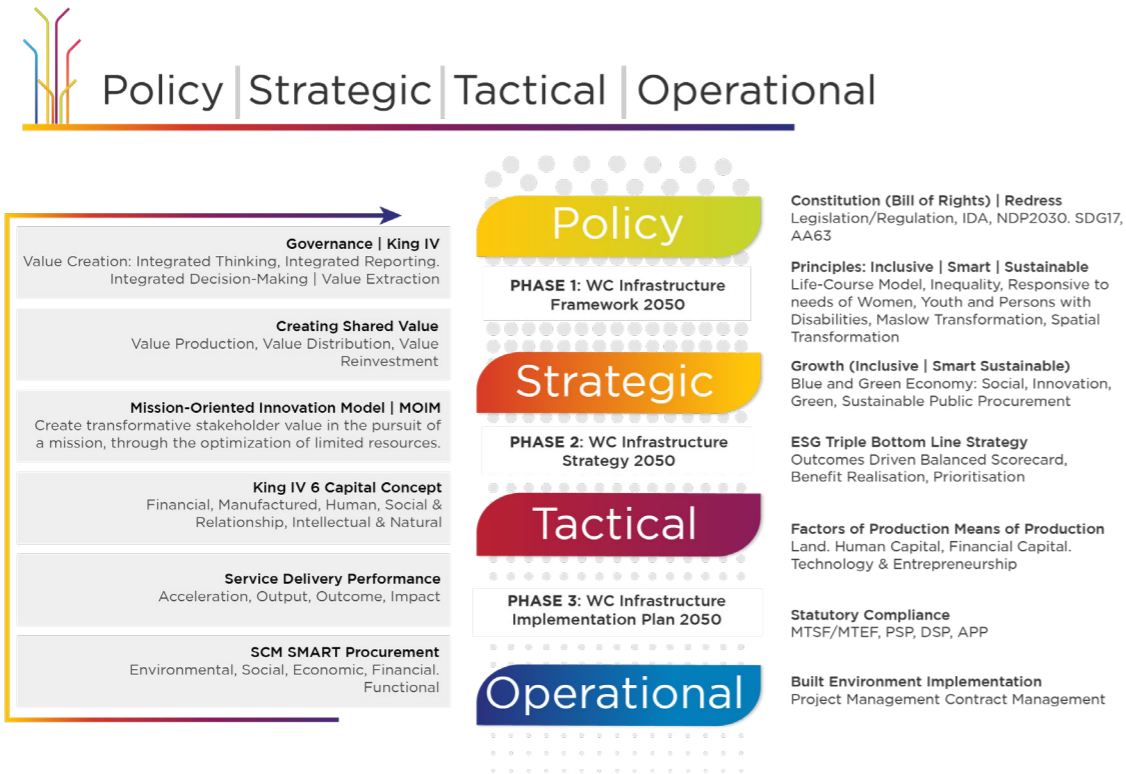 Policy | Strategic | Tactical | Operational
Governance | King IV
Value Creation: Integrated Thinking, Integrated Reporting.
Integrated Decision-Making | Value Extraction
Creating Shared Value
Value Production, Value Distribution, Value
Reinvestment
Mission-Oriented Innovation Model | MOIM
Create transformative stakeholder value in the pursuit of
a mission, through the optimization of limited resources.
King IV 6 Capital Concept
Financial, Manufactured, Human, Social &
Relationship, Intellectual & Natural
Service Delivery Performance
Acceleration, Output, Outcome, Impact
SCM SMART Procurement
Environmental, Social, Economic, Financial.
Functional
Policy
PHASE 1: WC Infrastructure
Framework 2050
Strategic
PHASE 2: WC Infrastructure
Strategy 2050
Tactical
PHASE 3: WC Infrastructure
Implementation Plan 2050
Operational
Constitution (Bill of Rights) | Redress
Legislation/Regulation, IDA, NDP2030. SDG17,
AA63
Principles: Inclusive | Smart | Sustainable
Life-Course Model, Inequality, Responsive to
needs of Women, Youth and Persons with
Disabilities, Maslow Transformation, Spatial
Transformation
Growth (Inclusive | Smart Sustainable)
Blue and Green Economy: Social, Innovation,
Green, Sustainable Public Procurement
ESG Triple Bottom Line Strategy
Outcomes Driven Balanced Scorecard,
Benefit Realisation, Prioritisation
Factors of Production Means of Production
Land. Human Capital, Financial Capital.
Technology & Entrepreneurship
Statutory Compliance
MTSF/MTEF, PSP, DSP, APP
Built Environment Implementation
Project Management Contract Management